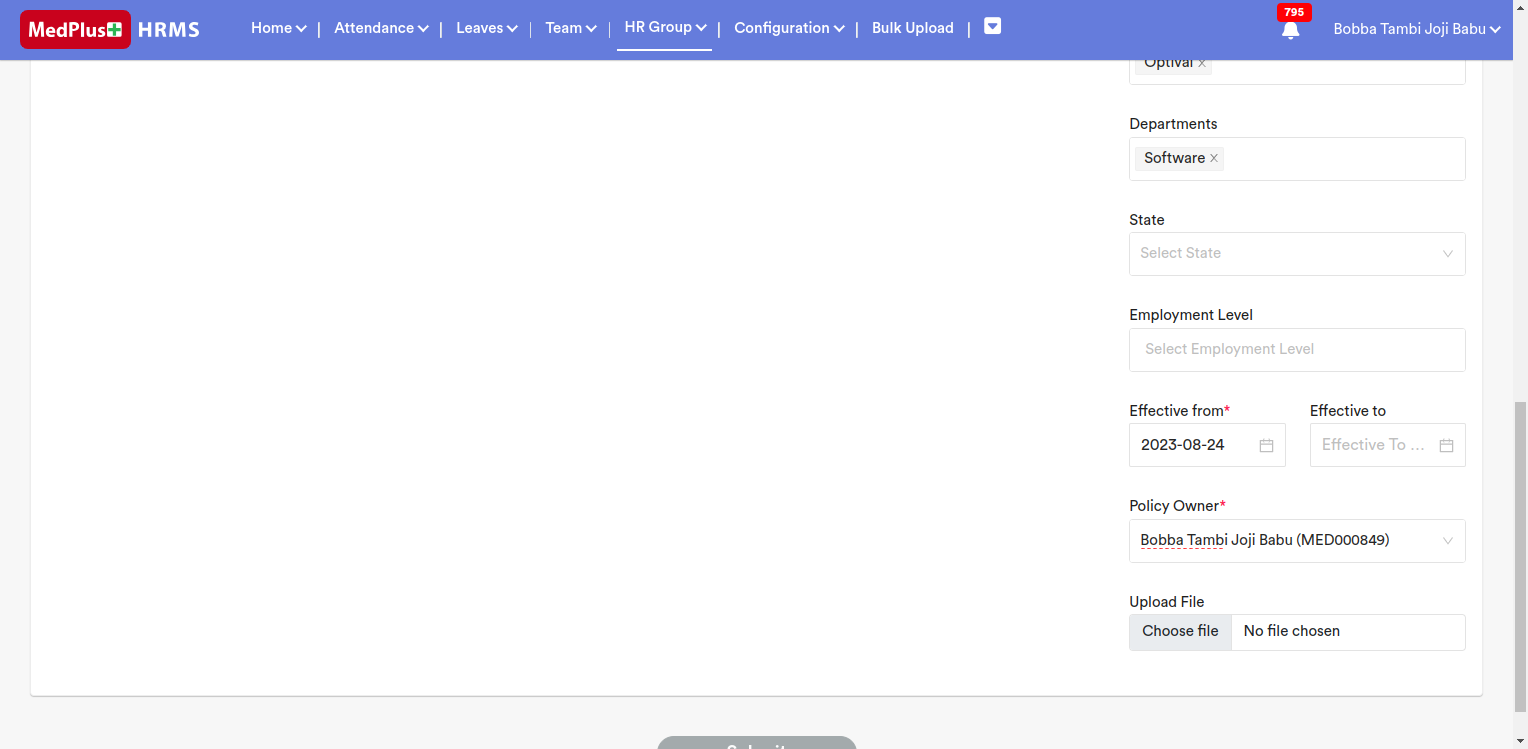 795
MedPlus HRMS Home | Attendance | Leaves | Team | HR Group | Configuration | Bulk Upload | Bobba Tambi Joji Babu
Optival
Departments
Software
State
Select State
Employment Level
Select Employment Level
Effective from* Effective to
2023-08-24 Effective To ...
Policy Owner*
Bobba Tambi Joji Babu (MED000849)
Upload File
Choose file No file chosen
Submit